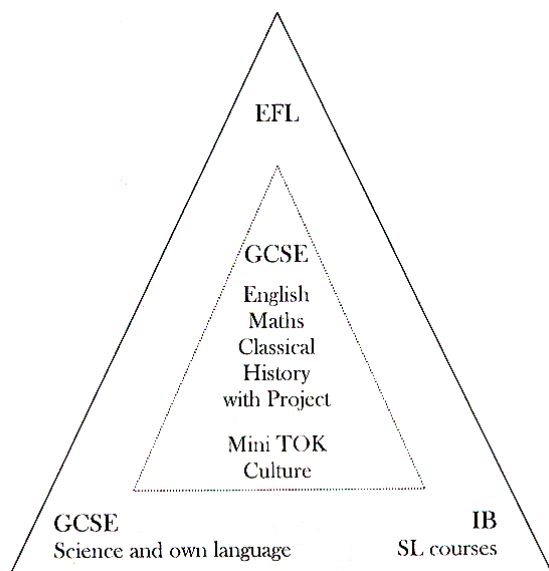 EFL
GCSE
English
Maths
Classical
History
with Project
Mini TOK
Culture
GCSE
IB
Science and own language
SL courses